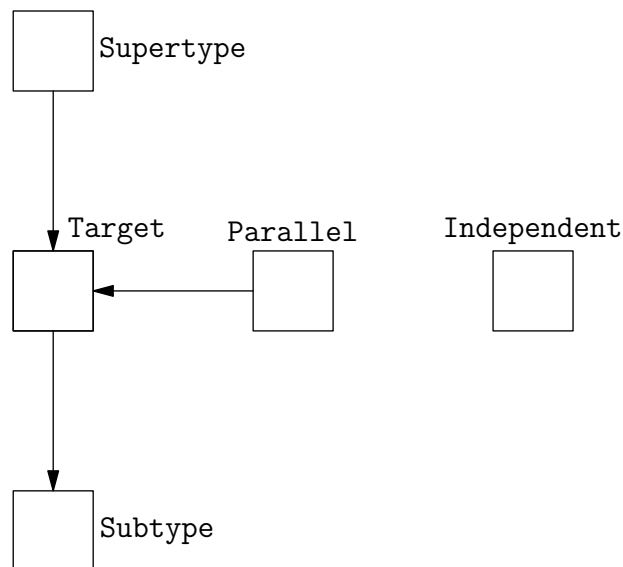 Supertype
Target
Parallel
Independent
Subtype